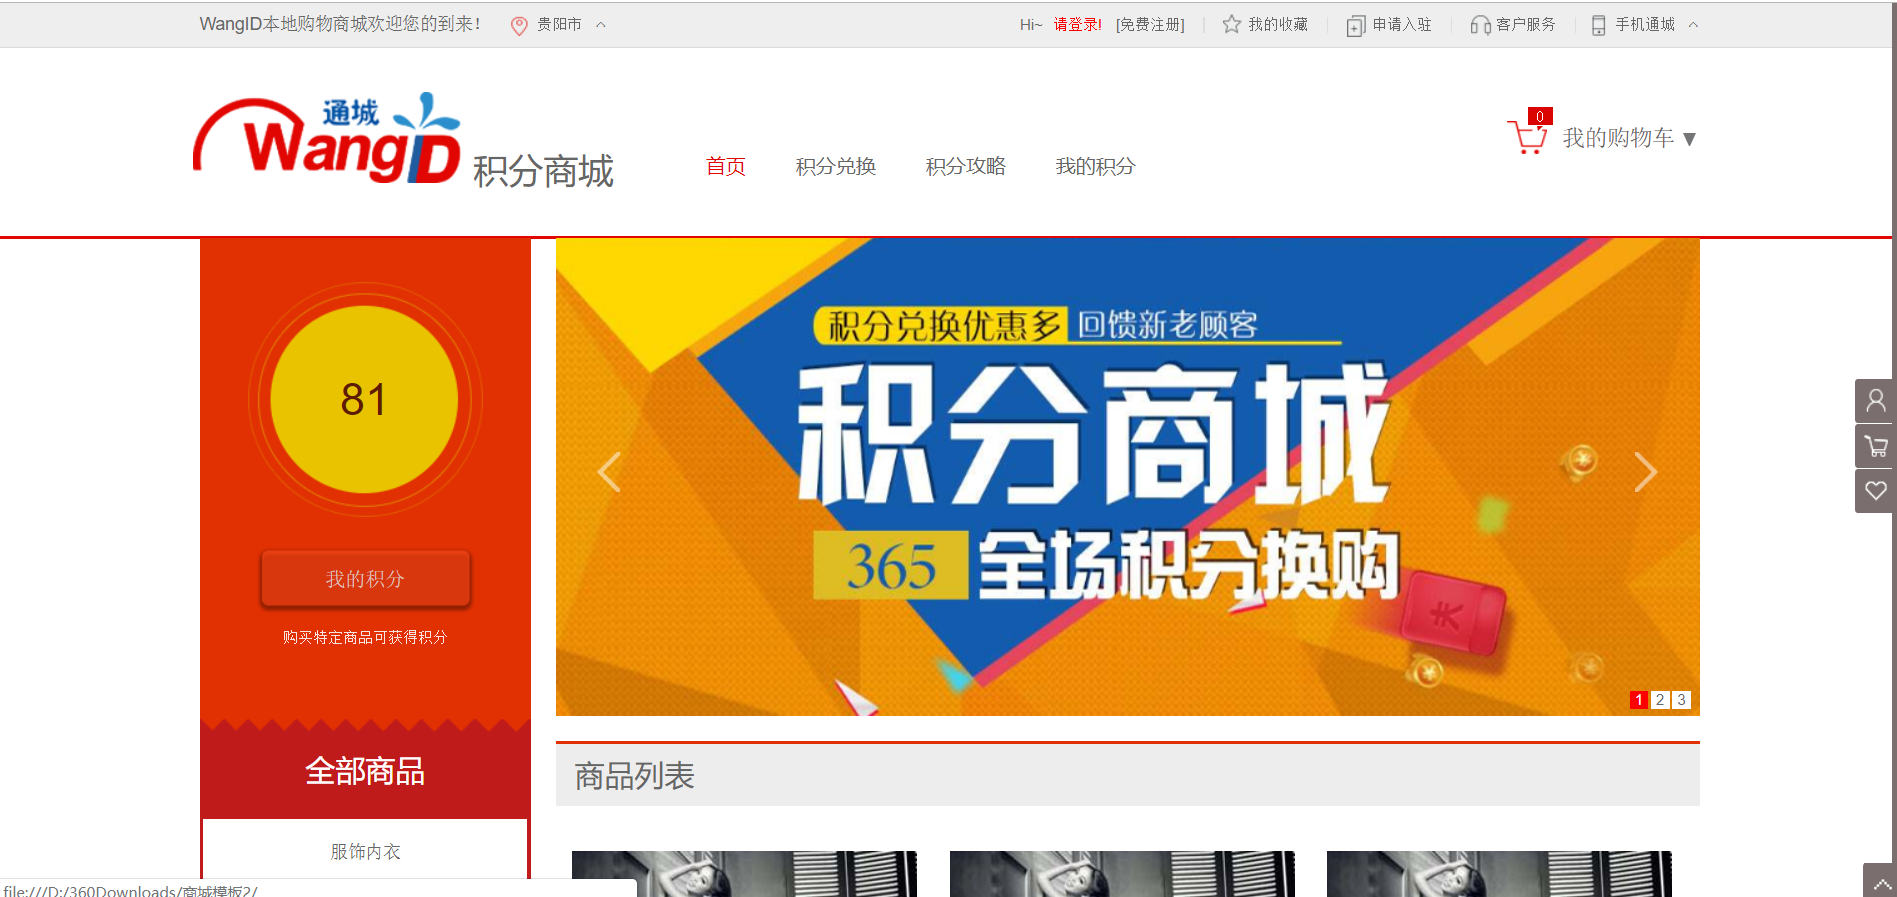 WangID本地购物商城欢迎您的到来！ 贵阳市
Hi~ 请登录! [免费注册] 我的收藏 申请入驻 客户服务 手机通城
通城
WangID 积分商城
首页 积分兑换 积分攻略 我的积分
0
我的购物车 ▼
81
我的积分
购买特定商品可获得积分
全部商品
服饰内衣
积分兑换优惠多 回馈新老顾客
积分商城
365 全场积分换购
1 2 3
商品列表
file:///D:/360Downloads/商城模板2/